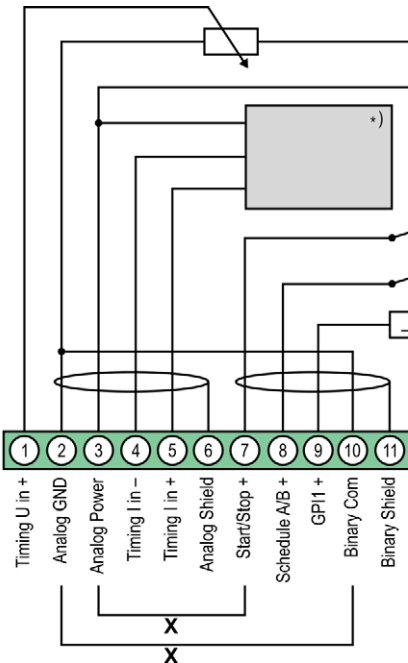 *)
1
2
3
4
5
6
7
8
9
10
11
Timing U in +
Analog GND
Analog Power
Timing I in –
Timing I in +
Analog Shield
Start/Stop +
Schedule A/B +
GPI1 +
Binary Com
Binary Shield
X
X